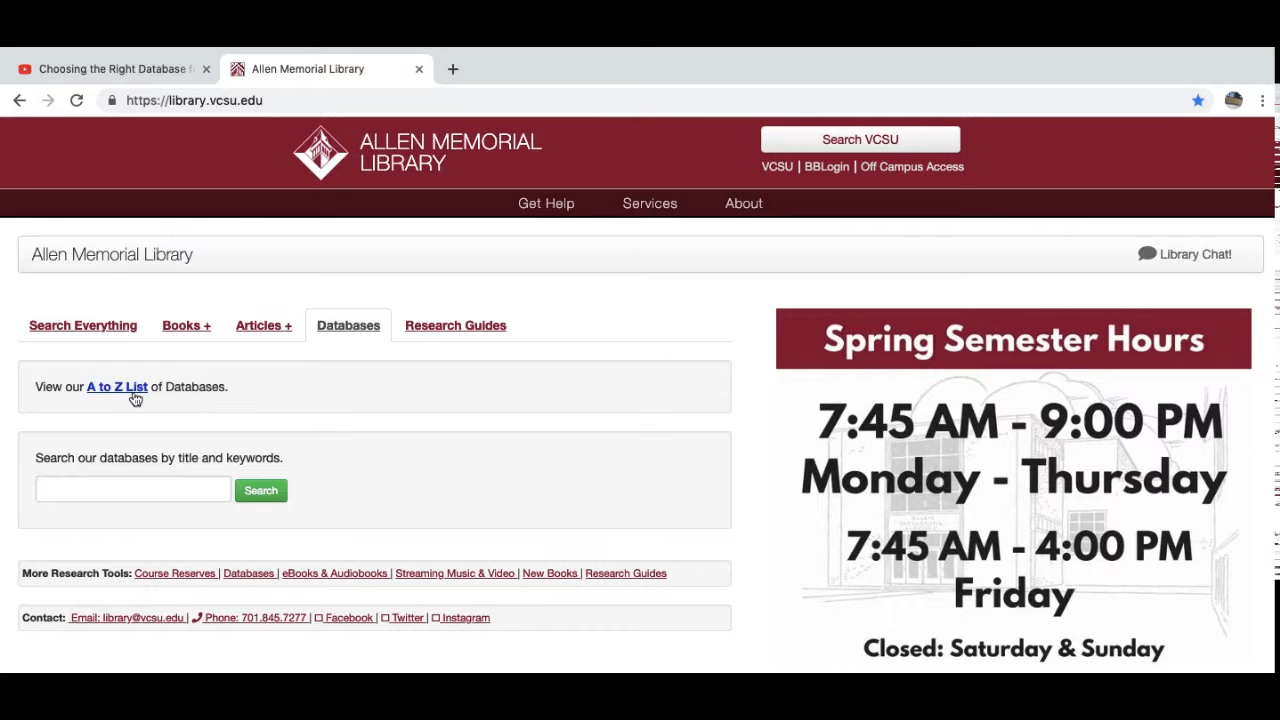 Choosing the Right Database f
Allen Memorial Library
https://library.vcsu.edu
ALLEN MEMORIAL
LIBRARY
Search VCSU
VCSU | BBLogin | Off Campus Access
Get Help Services About
Allen Memorial Library
Library Chat!
Search Everything Books + Articles + Databases Research Guides
View our A to Z List of Databases.
Search our databases by title and keywords.
Search
More Research Tools: Course Reserves | Databases | eBooks & Audiobooks | Streaming Music & Video | New Books | Research Guides
Contact: Email: library@vcsu.edu | Phone: 701.845.7277 | Facebook | Twitter | Instagram
Spring Semester Hours
7:45 AM - 9:00 PM
Monday - Thursday
7:45 AM - 4:00 PM
Friday
Closed: Saturday & Sunday